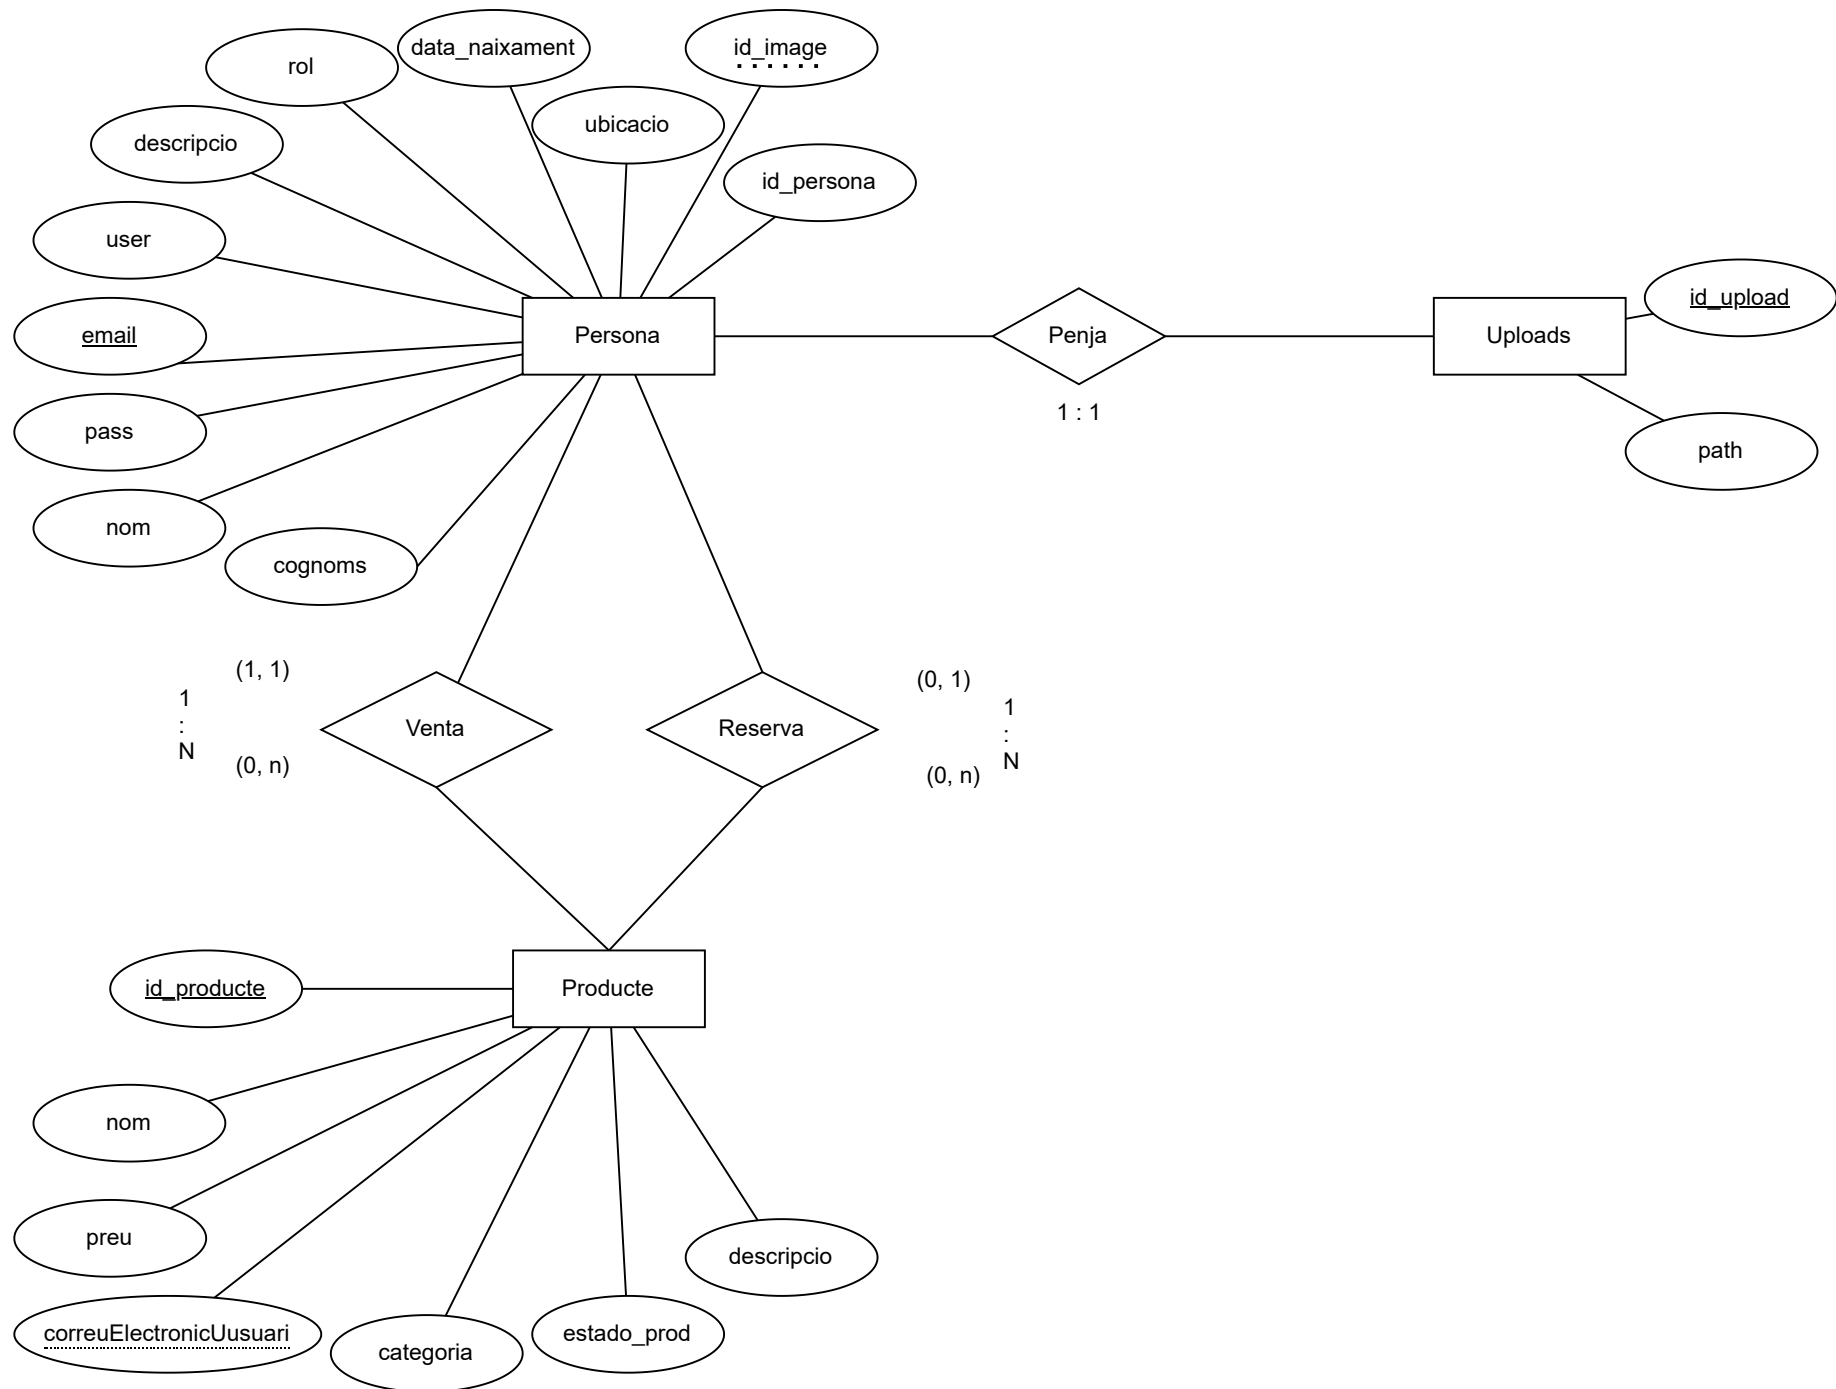 data_naixament
id_image
rol
ubicacio
descripcio
id_persona
user
email
Persona
Penja
Uploads
id_upload
1 : 1
pass
path
nom
cognoms
(1, 1)
1
:
N
(0, n)
Venta
Reserva
(0, 1)
1
:
N
(0, n)
id_producte
Producte
nom
preu
descripcio
correuElectronicUusuari
categoria
estado_prod